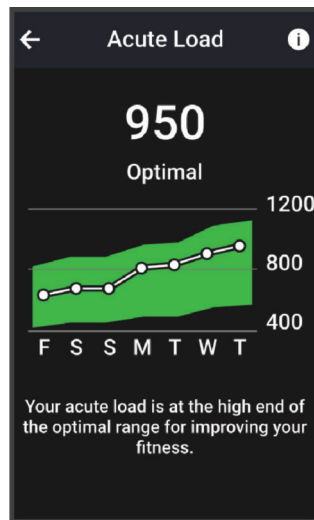 Acute Load
950
Optimal
1200
800
400
F S S M T W T
Your acute load is at the high end of
the optimal range for improving your
fitness.